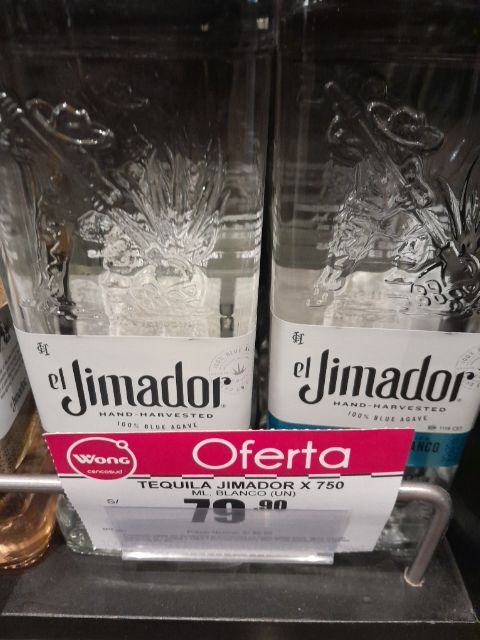 el Jimador
HAND-HARVESTED
100% BLUE AGAVE
el Jimador
HAND-HARVESTED
100% BLUE AGAVE
ANCO
Wong
cencosud
Oferta
TEQUILA JIMADOR X 750
ML, BLANCO (UN)
S/
79.90